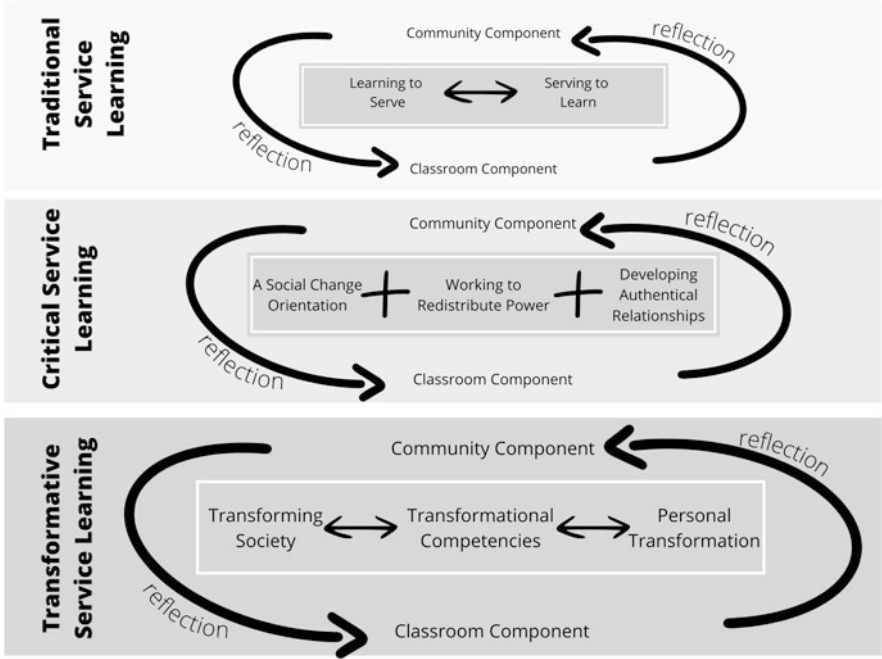 Traditional
Service
Learning
Community Component
reflection
Learning to
Serve
Serving to
Learn
reflection
Classroom Component
Critical Service
Learning
Community Component
reflection
A Social Change
Orientation
Working to
Redistribute Power
Developing
Authentical
Relationships
reflection
Classroom Component
Transformative
Service Learning
Community Component
reflection
Transforming
Society
Transformational
Competencies
Personal
Transformation
reflection
Classroom Component